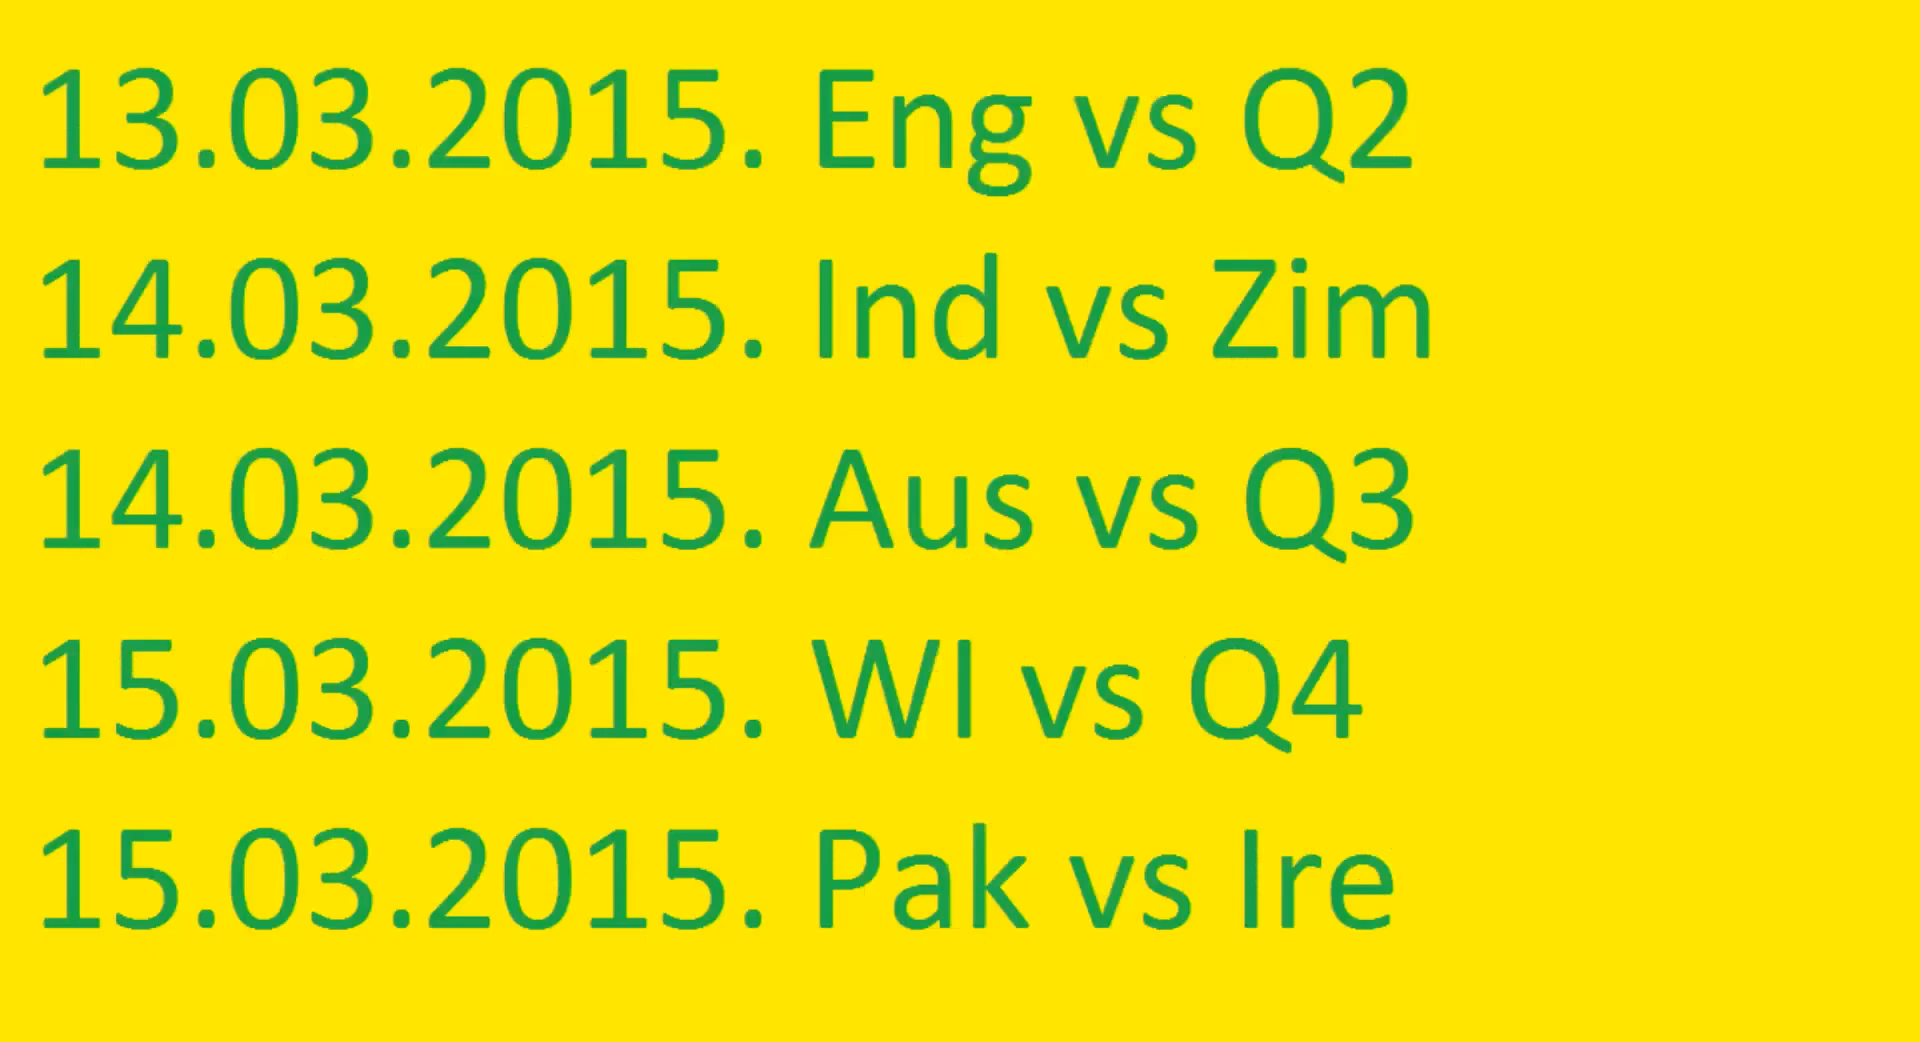 13.03.2015. Eng vs Q2
14.03.2015. Ind vs Zim
14.03.2015. Aus vs Q3
15.03.2015. WI vs Q4
15.03.2015. Pak vs Ire